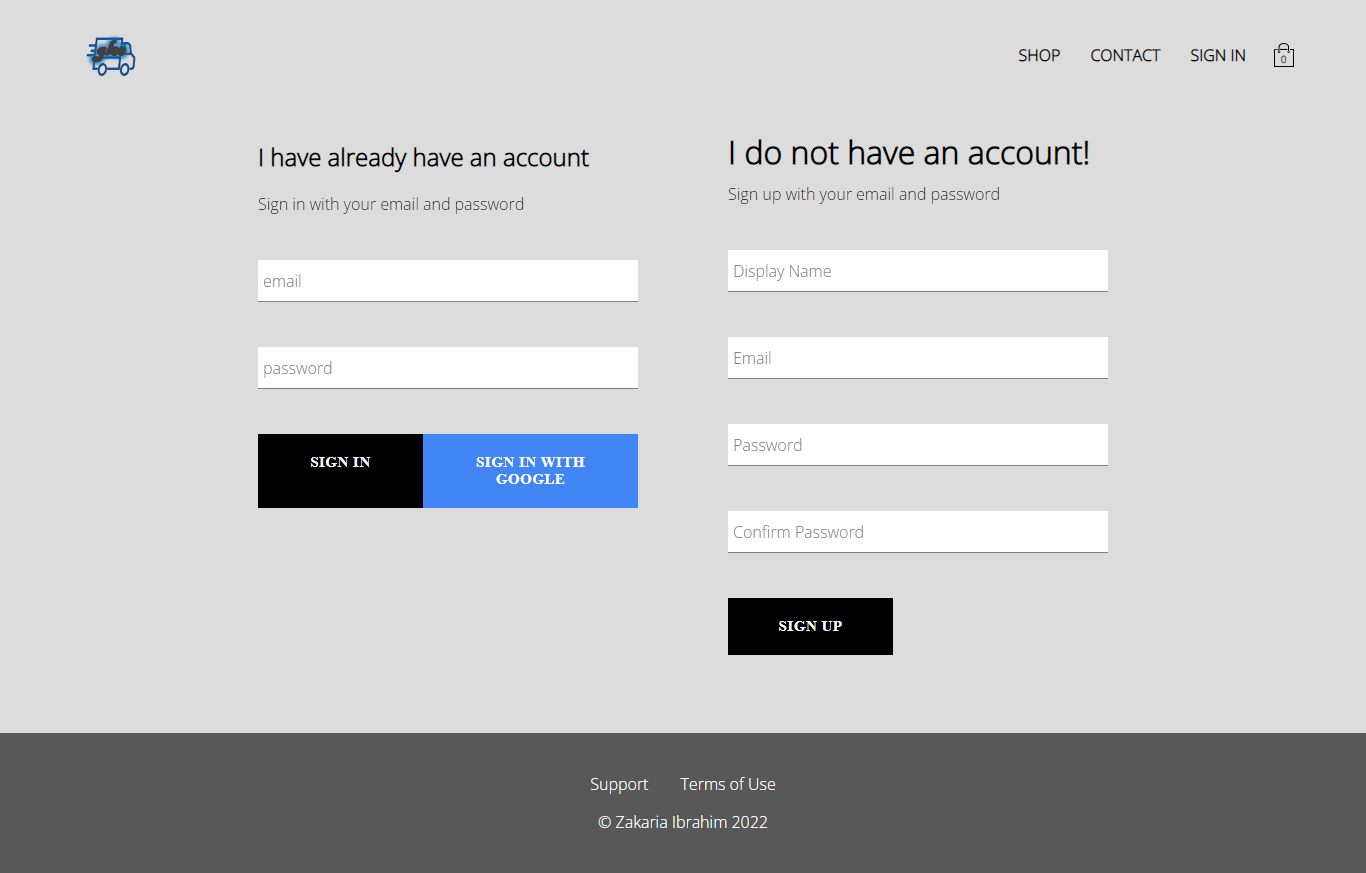 SHOP CONTACT SIGN IN 0
I have already have an account
Sign in with your email and password
email
password
SIGN IN
SIGN IN WITH
GOOGLE
I do not have an account!
Sign up with your email and password
Display Name
Email
Password
Confirm Password
SIGN UP
Support Terms of Use
© Zakaria Ibrahim 2022